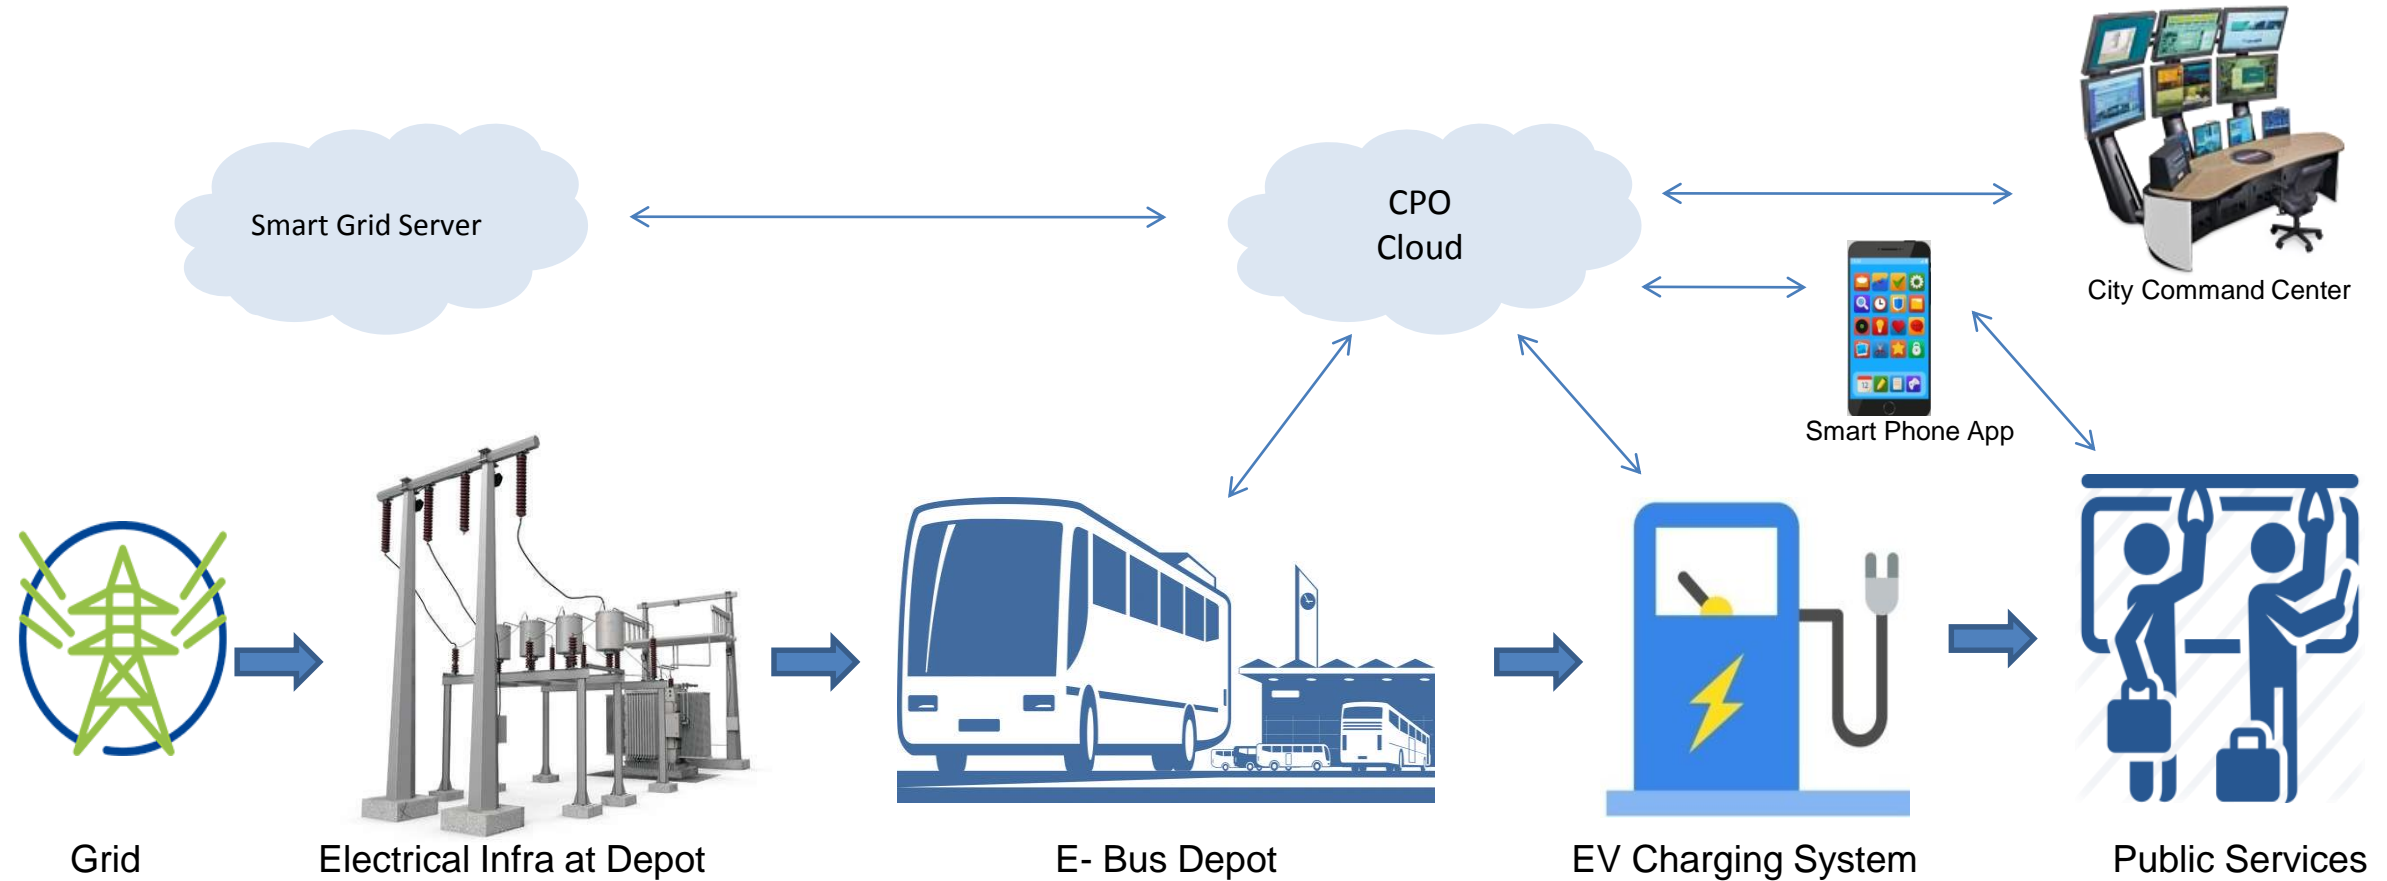 Smart Grid Server
CPO
Cloud
City Command Center
Smart Phone App
Grid
Electrical Infra at Depot
E- Bus Depot
EV Charging System
Public Services